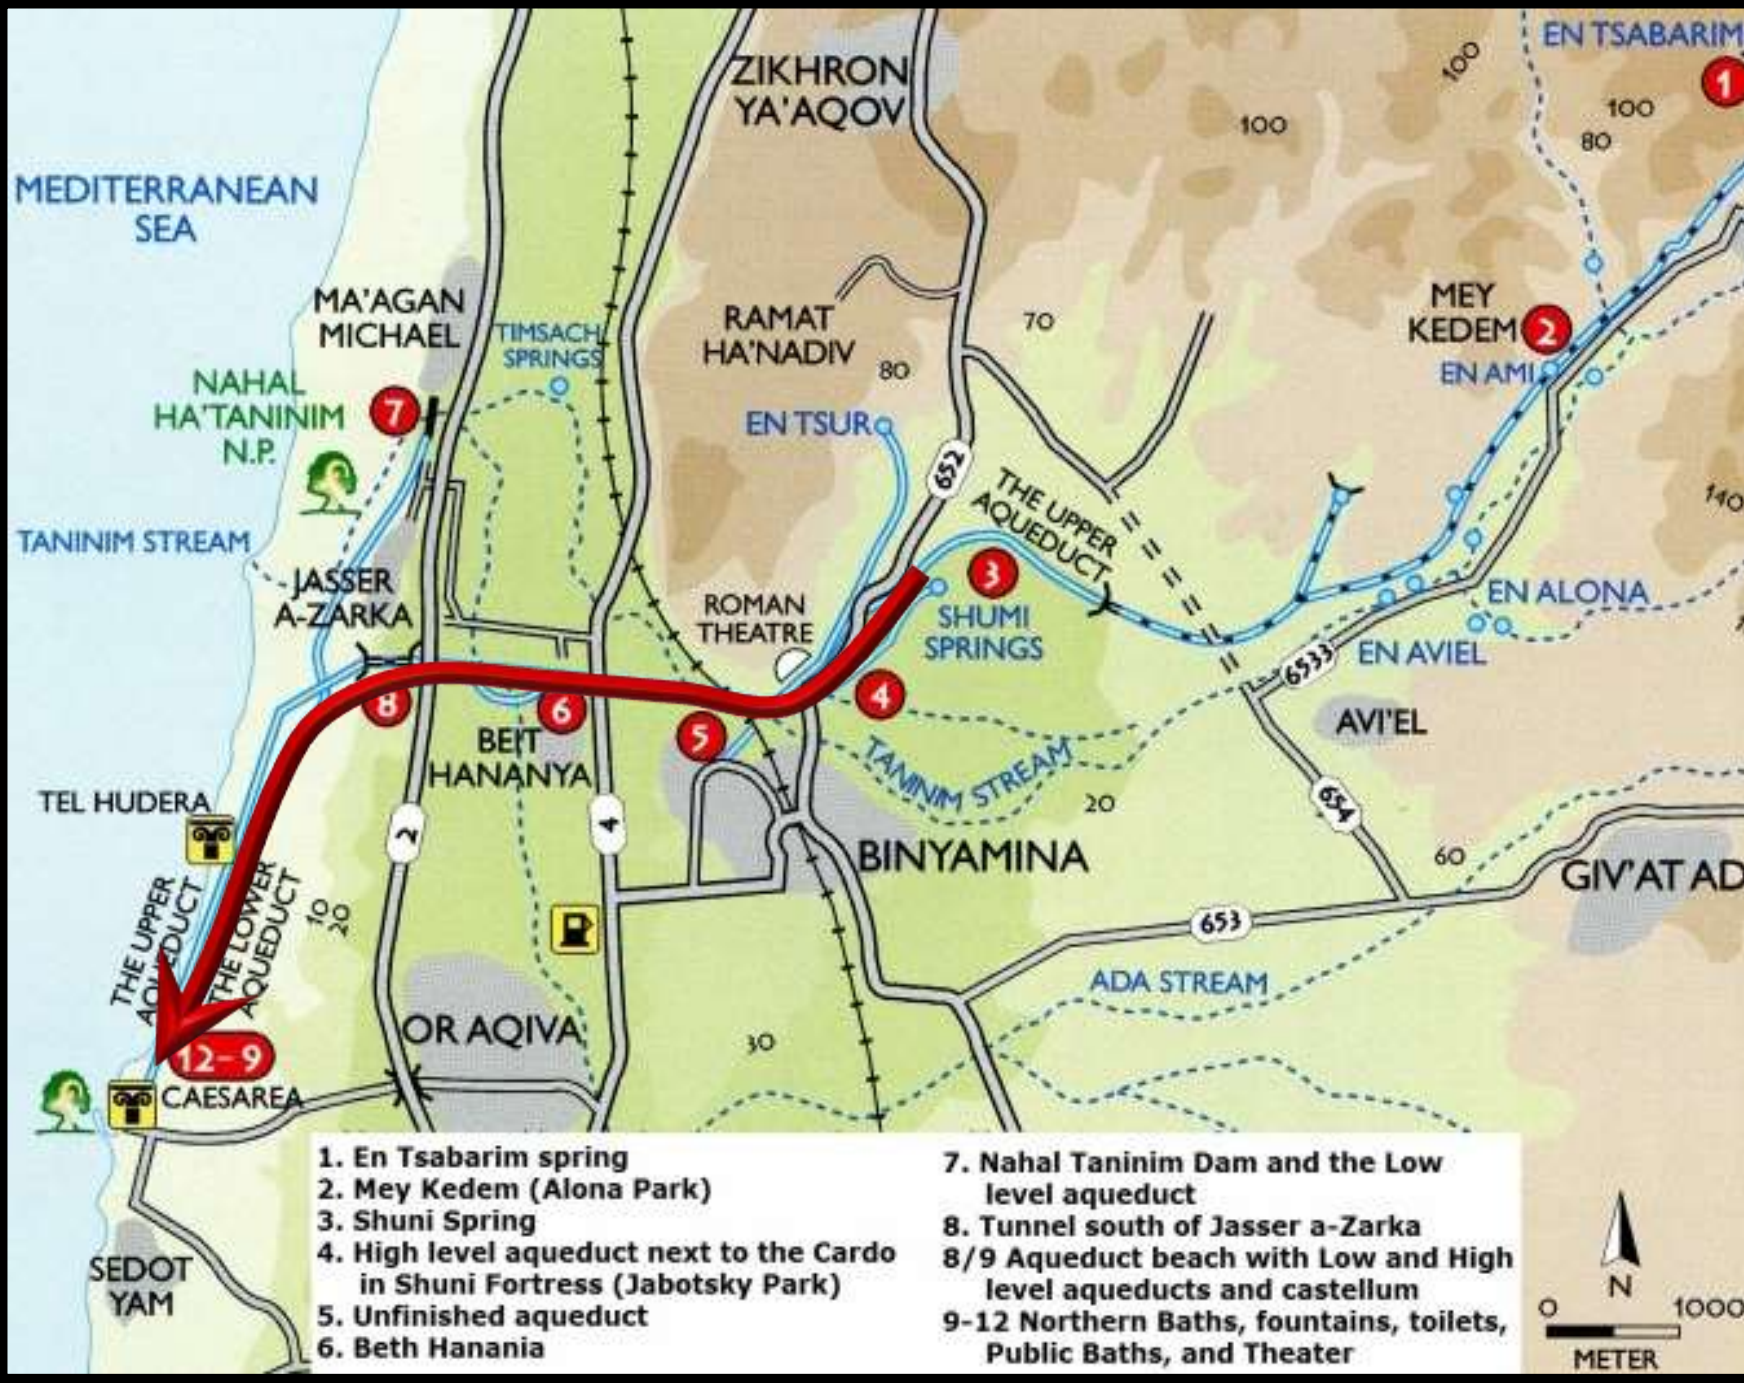 EN TSABARIM
1
ZIKHRON
YA'AQOV
100
100
100
80
MEDITERRANEAN
SEA
MA'AGAN
MICHAEL
TIMSACH
SPRINGS
RAMAT
HA'NADIV
70
80
MEY
KEDEM
2
EN AMI
NAHAL
HA'TANINIM
N.P.
7
EN TSUR
652
THE UPPER
AQUEDUCT
140
TANINIM STREAM
JASSER
A-ZARKA
ROMAN
THEATRE
3
SHUMI
SPRINGS
EN ALONA
EN AVIEL
6533
8
6
5
4
BEIT
HANANYA
TANINIM STREAM
AVI'EL
20
654
TEL HUDERA
2
4
BINYAMINA
60
GIV'AT AD
THE UPPER
AQUEDUCT
THE LOWER
AQUEDUCT
10
20
653
ADA STREAM
OR AQIVA
30
12-9
CAESAREA
SEDOT
YAM
1. En Tsabarim spring
2. Mey Kedem (Alona Park)
3. Shuni Spring
4. High level aqueduct next to the Cardo
in Shuni Fortress (Jabotsky Park)
5. Unfinished aqueduct
6. Beth Hanania
7. Nahal Taninim Dam and the Low
level aqueduct
8. Tunnel south of Jasser a-Zarka
8/9 Aqueduct beach with Low and High
level aqueducts and castellum
9-12 Northern Baths, fountains, toilets,
Public Baths, and Theater
N
0 1000
METER